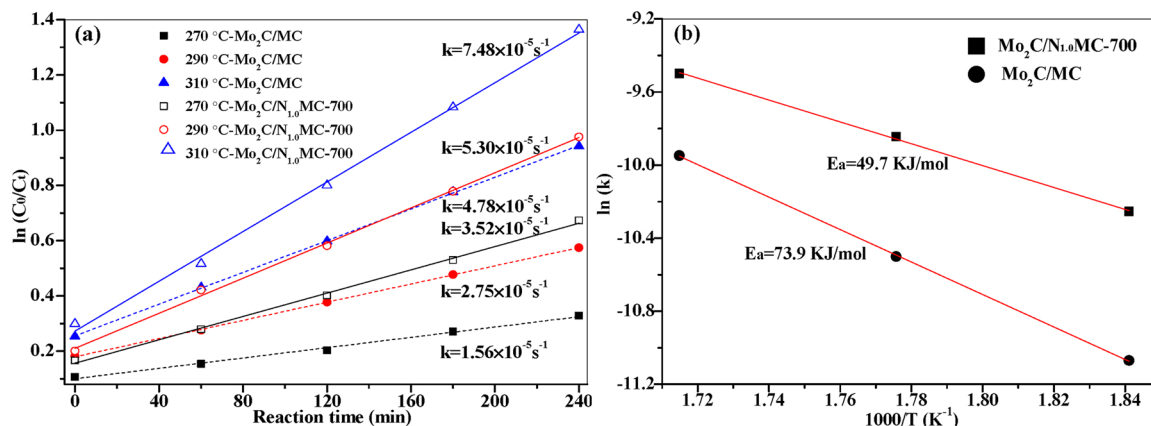 (a)
270 °C-Mo₂C/MC
290 °C-Mo₂C/MC
310 °C-Mo₂C/MC
270 °C-Mo₂C/N₁.₀MC-700
290 °C-Mo₂C/N₁.₀MC-700
310 °C-Mo₂C/N₁.₀MC-700
k=7.48×10⁻⁵s⁻¹
k=5.30×10⁻⁵s⁻¹
k=4.78×10⁻⁵s⁻¹
k=3.52×10⁻⁵s⁻¹
k=2.75×10⁻⁵s⁻¹
k=1.56×10⁻⁵s⁻¹
1.4
1.2
1.0
0.8
0.6
0.4
0.2
ln (C₀/Cₜ)
0 40 80 120 160 200 240
Reaction time (min)
(b)
Mo₂C/N₁.₀MC-700
Mo₂C/MC
Ea=49.7 KJ/mol
Ea=73.9 KJ/mol
-9.2
-9.6
-10.0
-10.4
-10.8
-11.2
ln (k)
1.72 1.74 1.76 1.78 1.80 1.82 1.84
1000/T (K⁻¹)